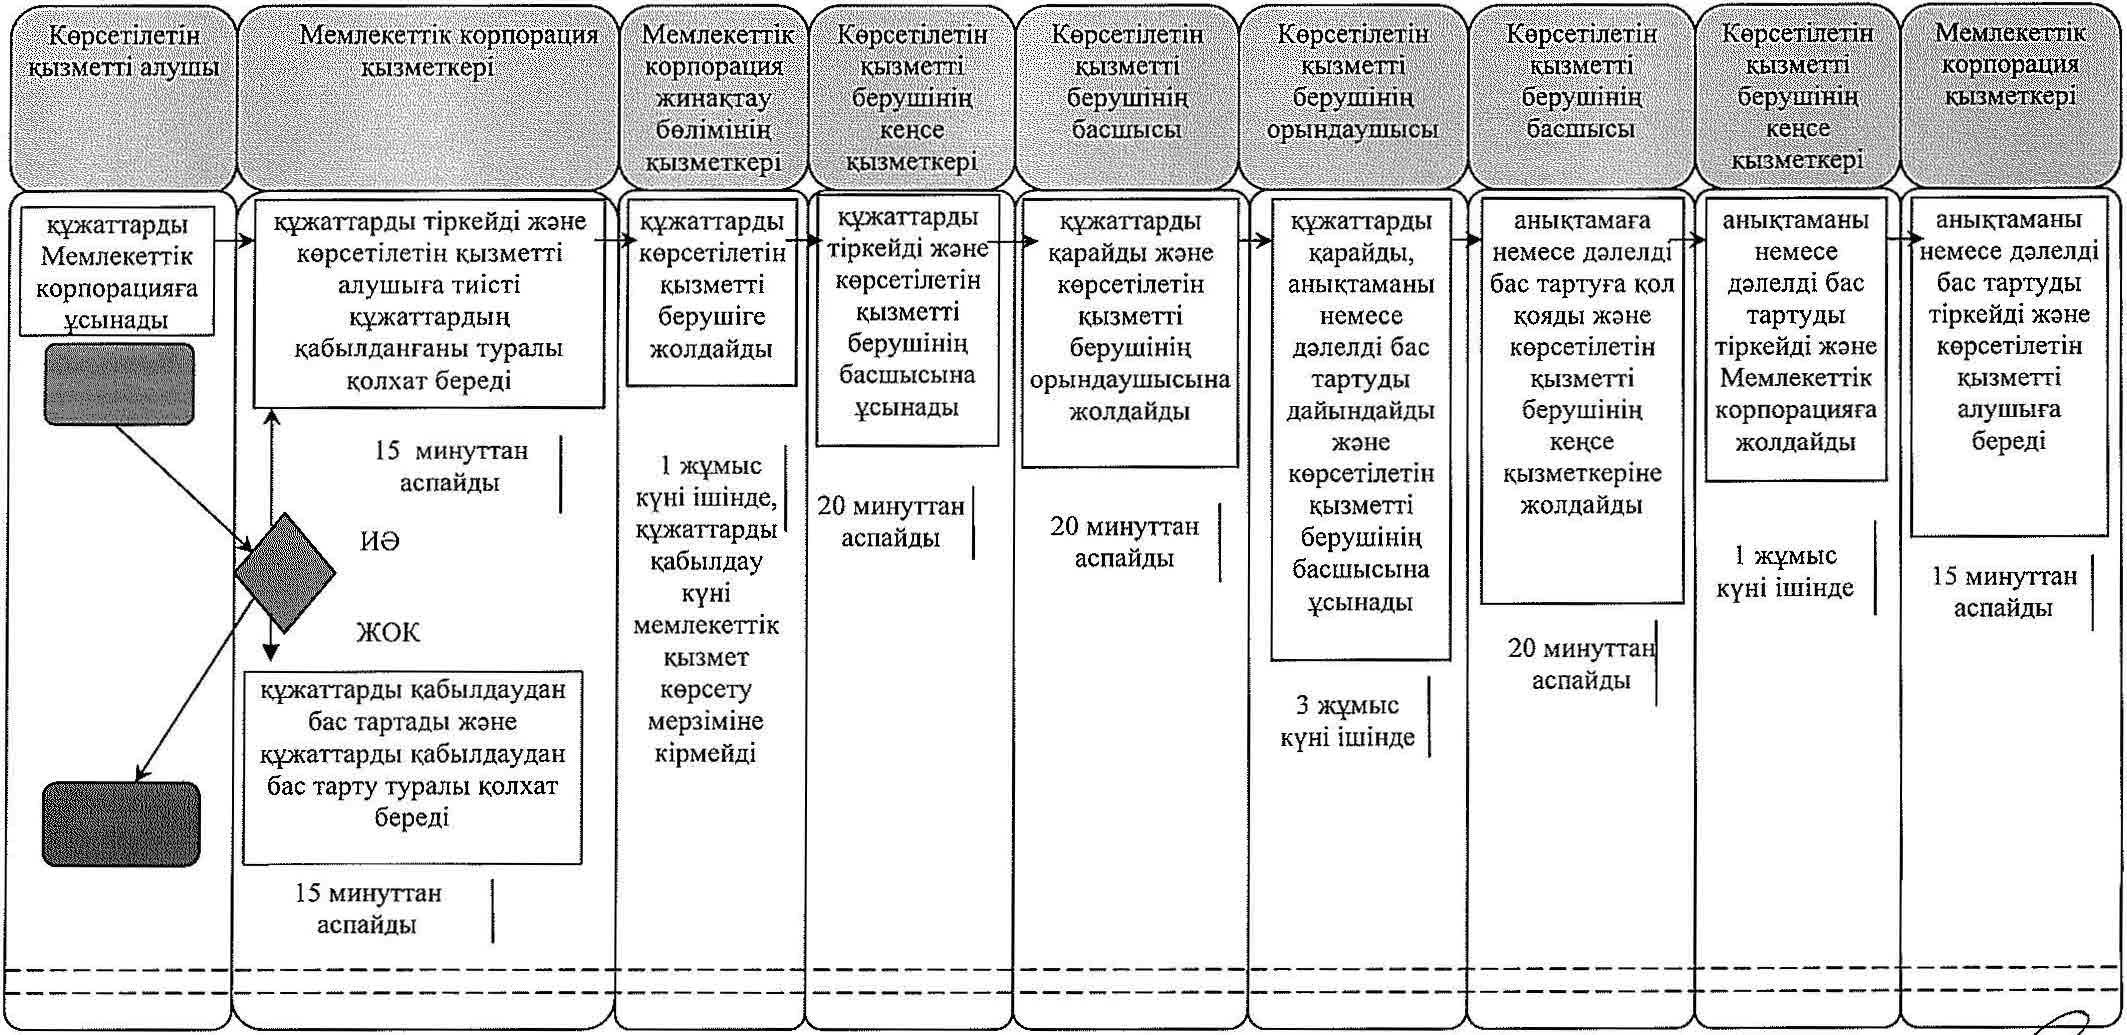 Көрсетілетін
қызметті алушы
Мемлекеттік корпорация
қызметкері
Мемлекеттік
корпорация
жинақтау
бөлімінің
қызметкері
Көрсетілетін
қызметті
берушінің
кеңсе
қызметкері
Көрсетілетін
қызметті
берушінің
басшысы
Көрсетілетін
қызметті
берушінің
орындаушысы
Көрсетілетін
қызметті
берушінің
басшысы
Көрсетілетін
қызметті
берушінің
кеңсе
қызметкері
Мемлекеттік
корпорация
қызметкері
құжаттарды
Мемлекеттік
корпорацияға
ұсынады
құжаттарды тіркейді және
көрсетілетін қызметті
алушыға тиісті
құжаттардың
қабылданғаны туралы
қолхат береді
15 минуттан
аспайды
ИӘ
ЖОК
құжаттарды қабылдаудан
бас тартады және
құжаттарды қабылдаудан
бас тарту туралы қолхат
береді
15 минуттан
аспайды
құжаттарды
көрсетілетін
қызметті
берушіге
жолдайды
1 жұмыс
күні ішінде,
құжаттарды
қабылдау
күні
мемлекеттік
қызмет
көрсету
мерзіміне
кірмейді
құжаттарды
тіркейді және
көрсетілетін
қызметті
берушінің
басшысына
ұсынады
20 минуттан
аспайды
құжаттарды
қарайды және
көрсетілетін
қызметті
берушінің
орындаушысына
жолдайды
20 минуттан
аспайды
құжаттарды
қарайды,
анықтаманы
немесе
дәлелді бас
тартуды
дайындайды
және
көрсетілетін
қызметті
берушінің
басшысына
ұсынады
3 жұмыс
күні ішінде
анықтамаға
немесе дәлелді
бас тартуға қол
қояды және
көрсетілетін
қызметті
берушінің
кеңсе
қызметкеріне
жолдайды
20 минуттан
аспайды
анықтаманы
немесе
дәлелді бас
тартуды
тіркейді және
Мемлекеттік
корпорацияға
жолдайды
1 жұмыс
күні ішінде
анықтаманы
немесе дәлелді
бас тартуды
тіркейді және
көрсетілетін
қызметті
алушыға
береді
15 минуттан
аспайды